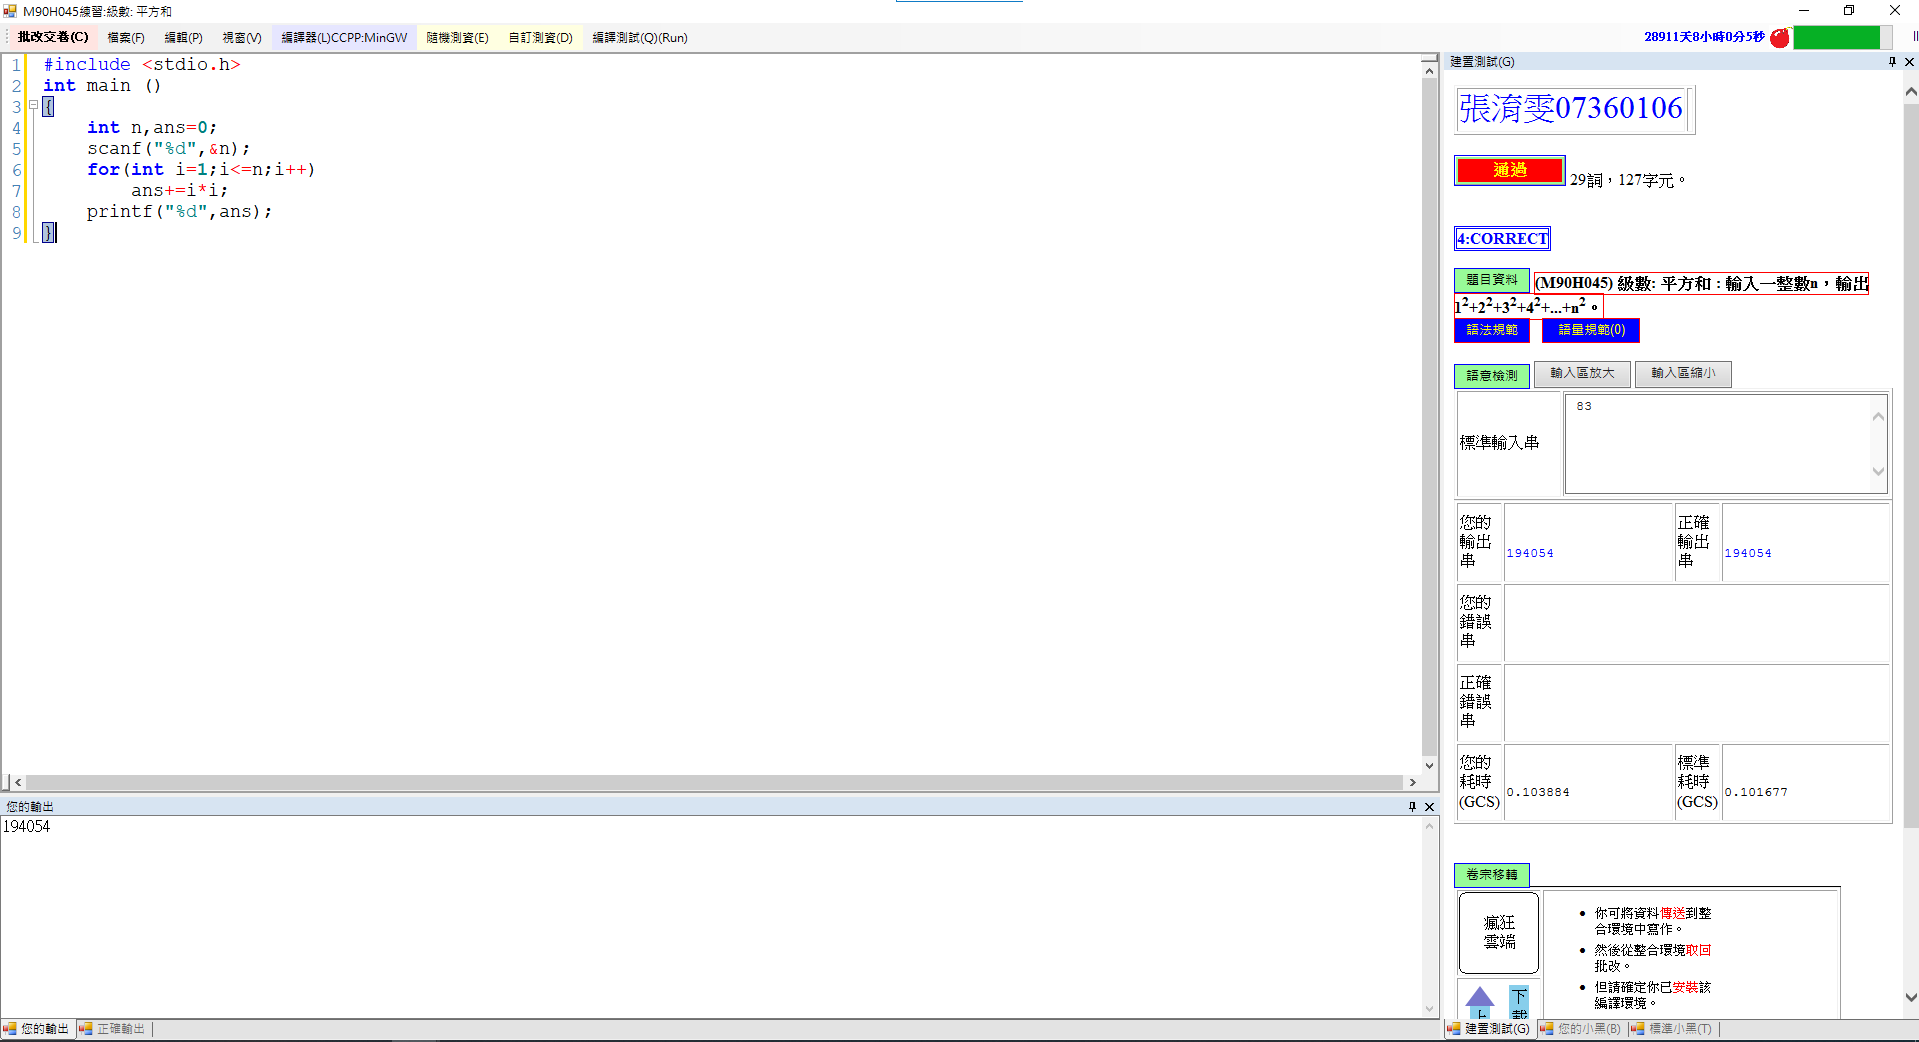 M90H045練習:級數: 平方和
批改交卷(C) 檔案(F) 編輯(P) 視窗(V) 編譯器(L)CCPP:MinGW 隨機測資(E) 自訂測資(D) 編譯測試(Q)(Run) 28911天8小時0分5秒
1 #include <stdio.h>
2 int main ()
3 {
4 int n,ans=0;
5 scanf("%d",&n);
6 for(int i=1;i<=n;i++)
7 ans+=i*i;
8 printf("%d",ans);
9 }
您的輸出
194054
您的輸出 正確輸出
建置測試(G)
張淯雯07360106
通過 29詞，127字元。
4:CORRECT
題目資料 (M90H045) 級數: 平方和 : 輸入一整數n，輸出
1²+2²+3²+4²+...+n²。
語法規範 語量規範(0)
語意檢測 輸入區放大 輸入區縮小
標準輸入串 83
您的輸出串 194054 正確輸出串 194054
您的錯誤串
正確錯誤串
您的耗時(GCS) 0.103884 標準耗時(GCS) 0.101677
卷宗移轉
瘋狂
雲端
你可將資料傳送到整
合環境中寫作。
然後從整合環境取回
批改。
但請確定你已安裝該
編譯環境。
上 下載
建置測試(G) 您的小黑(B) 標準小黑(T)